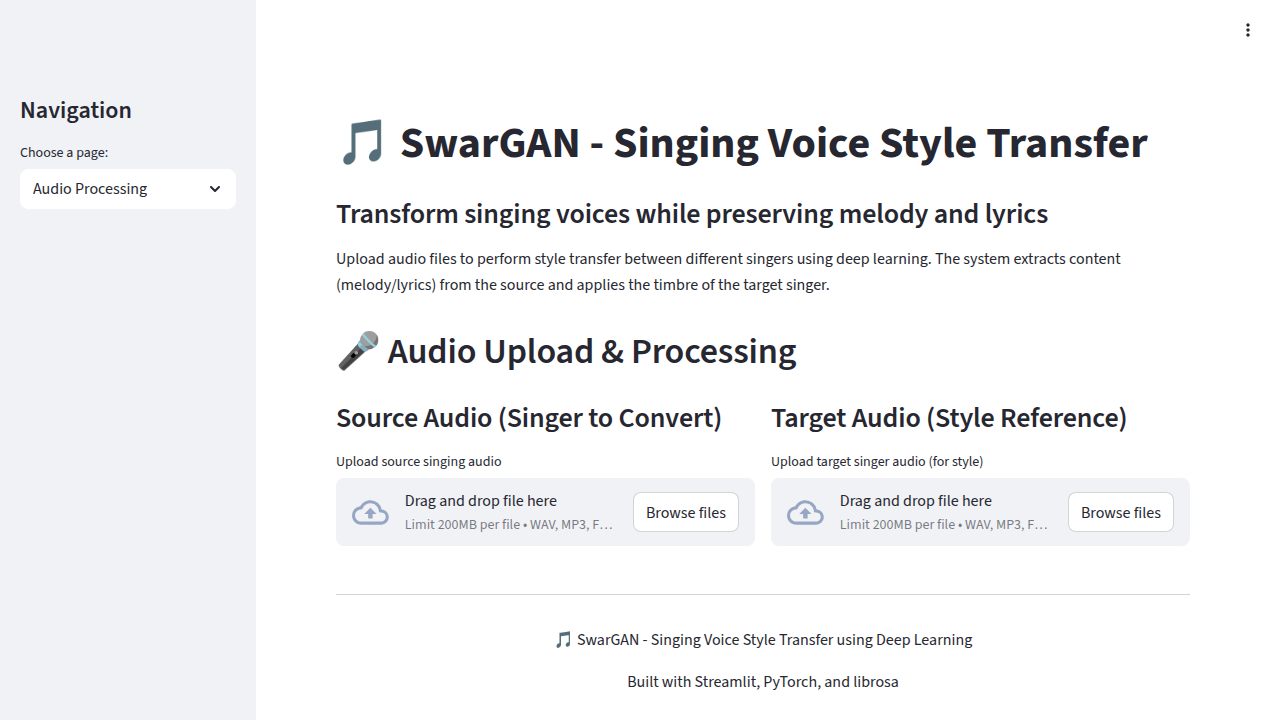 Navigation
Choose a page:
Audio Processing
🎵 SwarGAN - Singing Voice Style Transfer
Transform singing voices while preserving melody and lyrics
Upload audio files to perform style transfer between different singers using deep learning. The system extracts content
(melody/lyrics) from the source and applies the timbre of the target singer.
🎤 Audio Upload & Processing
Source Audio (Singer to Convert)
Upload source singing audio
Drag and drop file here
Limit 200MB per file • WAV, MP3, F…
Browse files
Target Audio (Style Reference)
Upload target singer audio (for style)
Drag and drop file here
Limit 200MB per file • WAV, MP3, F…
Browse files
🎵 SwarGAN - Singing Voice Style Transfer using Deep Learning
Built with Streamlit, PyTorch, and librosa